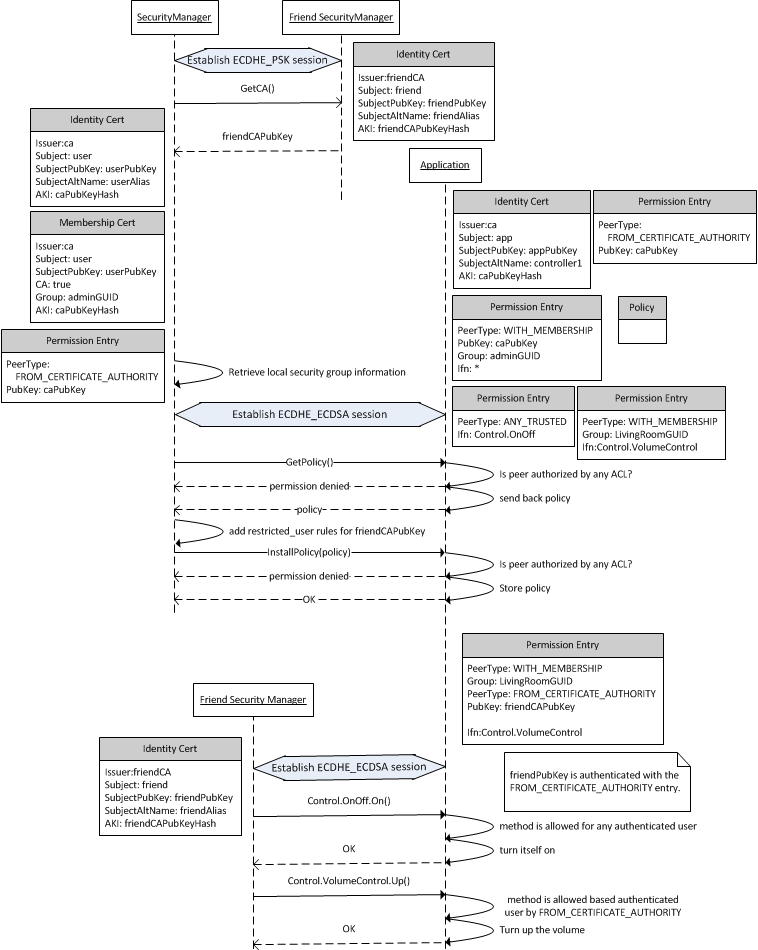 SecurityManager
Friend SecurityManager
Establish ECDHE_PSK session
Identity Cert
Issuer:friendCA
Subject: friend
SubjectPubKey: friendPubKey
SubjectAltName: friendAlias
AKI: friendCAPubKeyHash
GetCA()
friendCAPubKey
Identity Cert
Issuer:ca
Subject: user
SubjectPubKey: userPubKey
SubjectAltName: userAlias
AKI: caPubKeyHash
Application
Identity Cert
Issuer:ca
Subject: app
SubjectPubKey: appPubKey
SubjectAltName: controller1
AKI: caPubKeyHash
Permission Entry
PeerType:
FROM_CERTIFICATE_AUTHORITY
PubKey: caPubKey
Membership Cert
Issuer:ca
Subject: user
SubjectPubKey: userPubKey
CA: true
Group: adminGUID
AKI: caPubKeyHash
Permission Entry
PeerType: WITH_MEMBERSHIP
PubKey: caPubKey
Group: adminGUID
Ifn: *
Policy
Permission Entry
PeerType:
FROM_CERTIFICATE_AUTHORITY
PubKey: caPubKey
Retrieve local security group information
Establish ECDHE_ECDSA session
Permission Entry
PeerType: ANY_TRUSTED
Ifn: Control.OnOff
Permission Entry
PeerType: WITH_MEMBERSHIP
Group: LivingRoomGUID
Ifn:Control.VolumeControl
GetPolicy()
Is peer authorized by any ACL?
permission denied
send back policy
policy
add restricted_user rules for friendCAPubKey
InstallPolicy(policy)
Is peer authorized by any ACL?
permission denied
Store policy
OK
Permission Entry
PeerType: WITH_MEMBERSHIP
Group: LivingRoomGUID
PeerType: FROM_CERTIFICATE_AUTHORITY
PubKey: friendCAPubKey
Ifn:Control.VolumeControl
Friend Security Manager
Identity Cert
Issuer:friendCA
Subject: friend
SubjectPubKey: friendPubKey
SubjectAltName: friendAlias
AKI: friendCAPubKeyHash
Establish ECDHE_ECDSA session
friendPubKey is authenticated with the
FROM_CERTIFICATE_AUTHORITY entry.
Control.OnOff.On()
method is allowed for any authenticated user
OK
turn itself on
Control.VolumeControl.Up()
method is allowed based authenticated
user by FROM_CERTIFICATE_AUTHORITY
OK
Turn up the volume